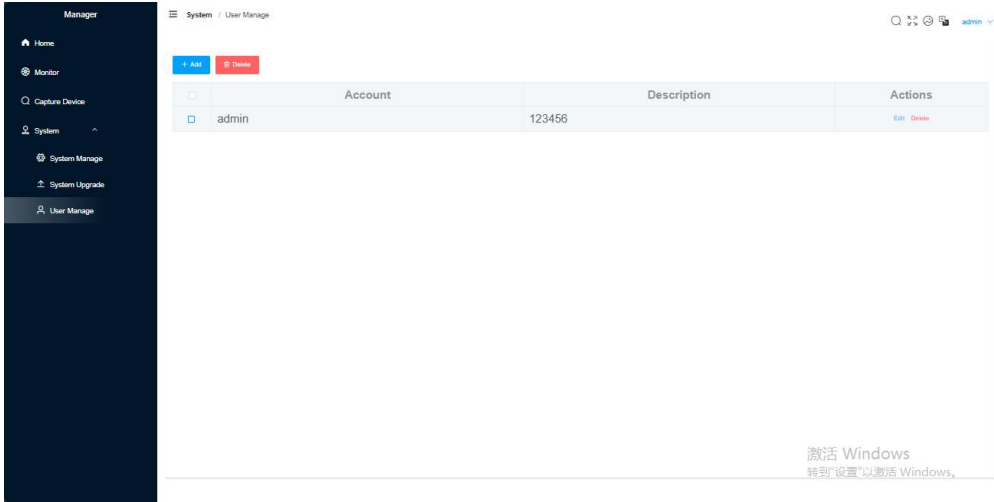 Manager
System / User Manage
admin
Home
Monitor
Capture Device
System
System Manage
System Upgrade
User Manage
+ Add
Delete
Account Description Actions
admin 123456 Edit Delete
激活 Windows
转到"设置"以激活 Windows。